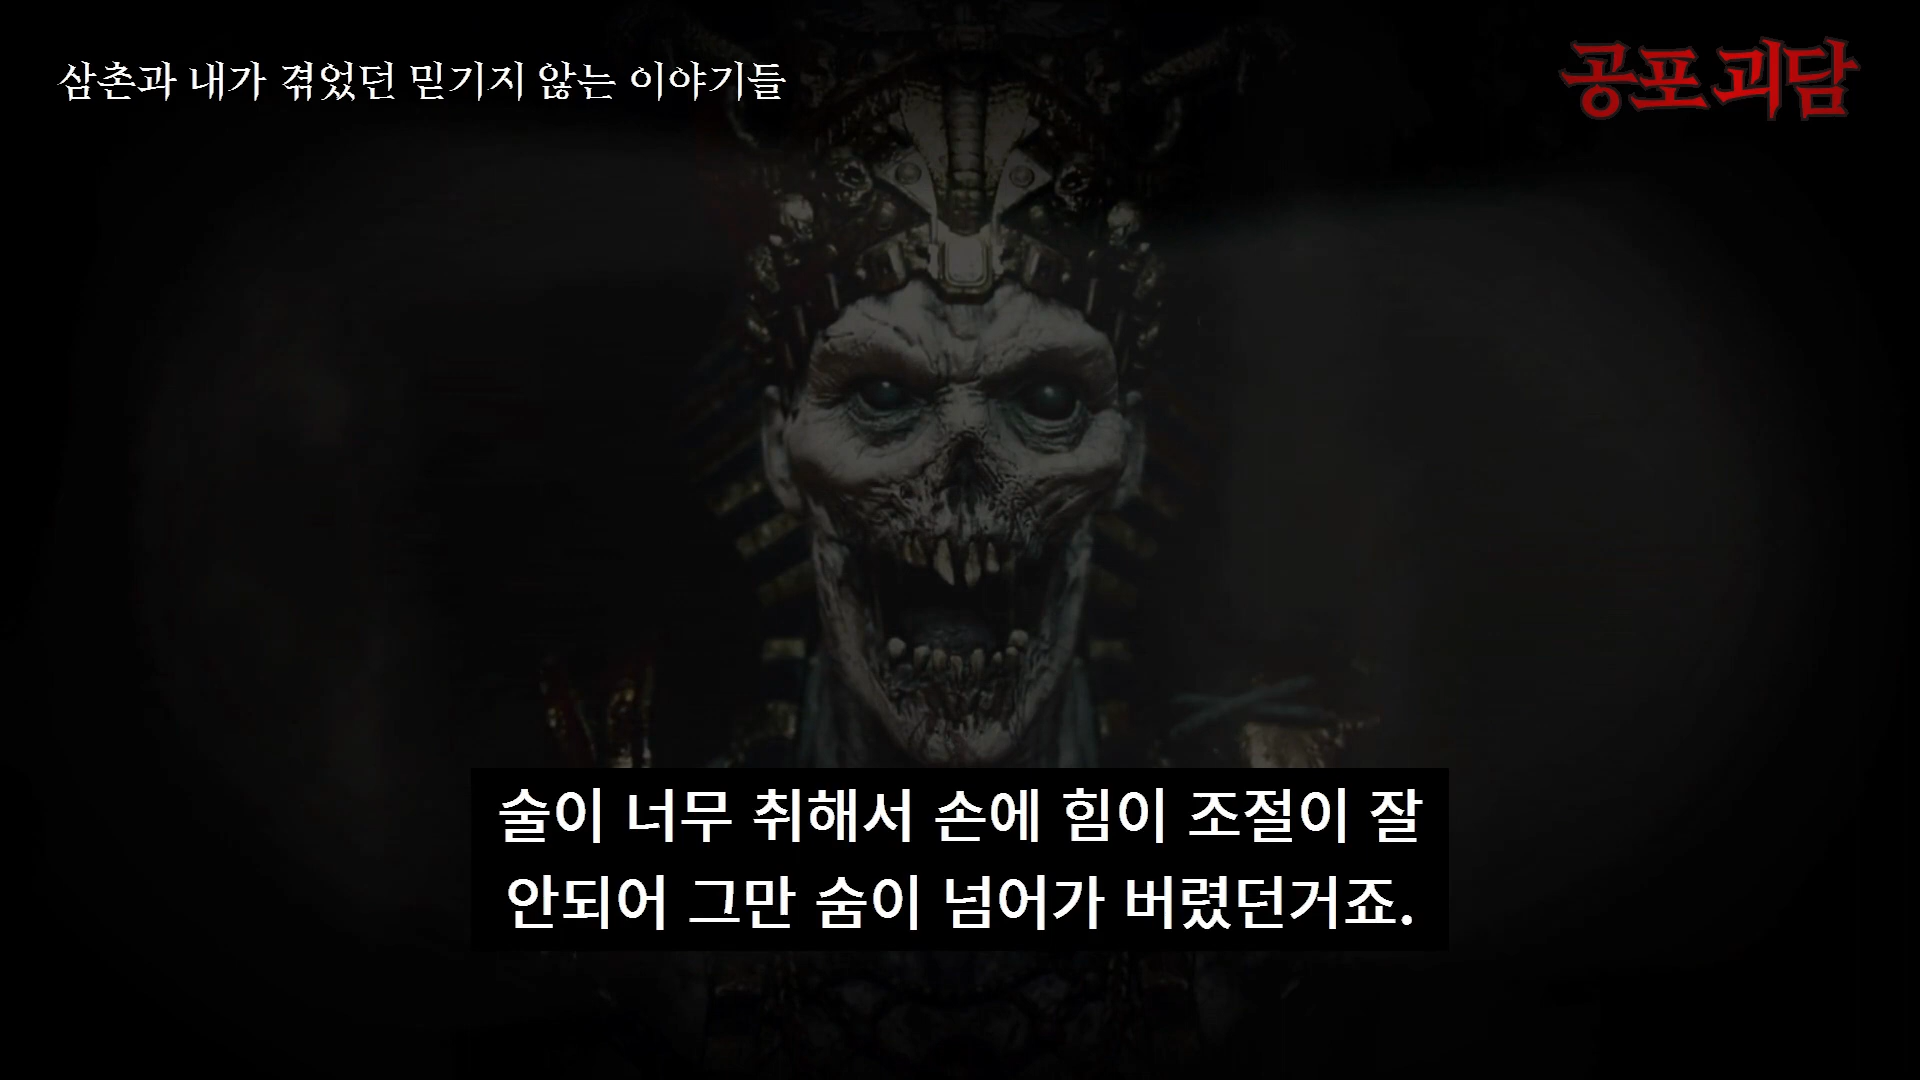 삼촌과 내가 겪었던 믿기지 않는 이야기들
공포괴담
술이 너무 취해서 손에 힘이 조절이 잘
안되어 그만 숨이 넘어가 버렸던거죠.